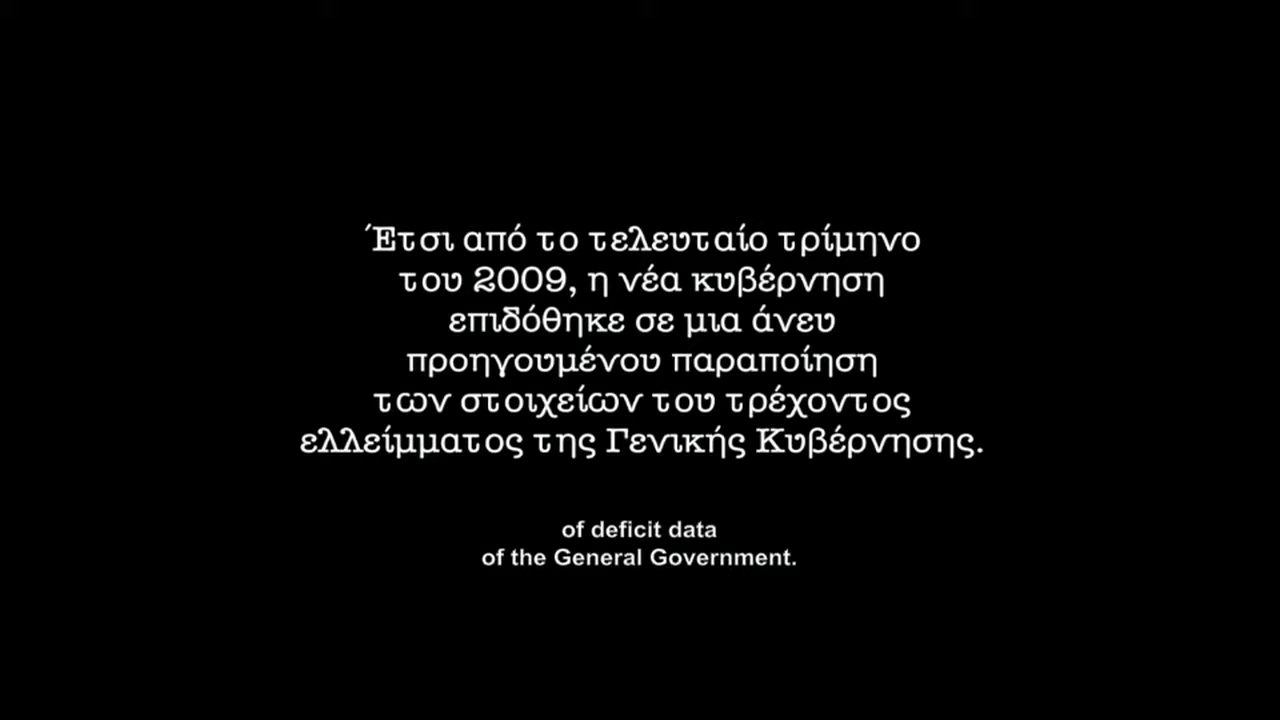 Έτσι από το τελευταίο τρίμηνο
του 2009, η νέα κυβέρνηση
επιδόθηκε σε μια άνευ
προηγουμένου παραποίηση
των στοιχείων του τρέχοντος
ελλείμματος της Γενικής Κυβέρνησης.
of deficit data
of the General Government.